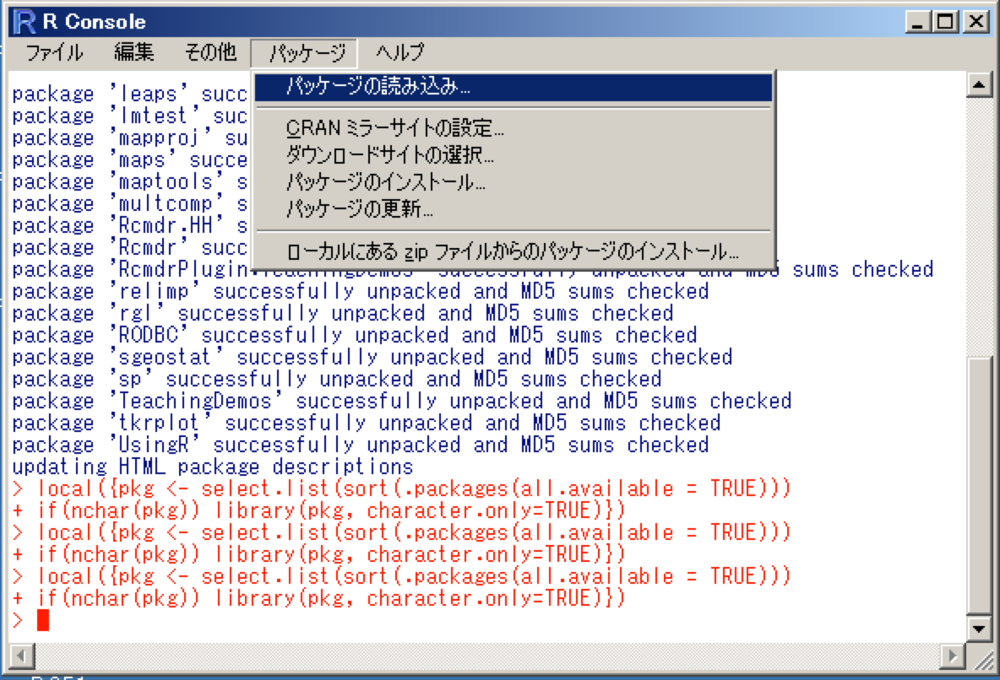 R Console
ファイル 編集 その他 パッケージ ヘルプ
パッケージの読み込み...
CRAN ミラーサイトの設定...
ダウンロードサイトの選択...
パッケージのインストール...
パッケージの更新...
ローカルにある zip ファイルからのパッケージのインストール...
package 'leaps' succ
package 'lmtest' suc
package 'mapproj' su
package 'maps' succe
package 'maptools' s
package 'multcomp' s
package 'Rcmdr.HH' s
package 'Rcmdr' succ
package 'RcmdrPlugin.TeachingDemos' successfully unpacked and MD5 sums checked
package 'relimp' successfully unpacked and MD5 sums checked
package 'rgl' successfully unpacked and MD5 sums checked
package 'RODBC' successfully unpacked and MD5 sums checked
package 'sgeostat' successfully unpacked and MD5 sums checked
package 'sp' successfully unpacked and MD5 sums checked
package 'TeachingDemos' successfully unpacked and MD5 sums checked
package 'tkrplot' successfully unpacked and MD5 sums checked
package 'UsingR' successfully unpacked and MD5 sums checked
updating HTML package descriptions
> local({pkg <- select.list(sort(.packages(all.available = TRUE)))
+ if(nchar(pkg)) library(pkg, character.only=TRUE)})
> local({pkg <- select.list(sort(.packages(all.available = TRUE)))
+ if(nchar(pkg)) library(pkg, character.only=TRUE)})
> local({pkg <- select.list(sort(.packages(all.available = TRUE)))
+ if(nchar(pkg)) library(pkg, character.only=TRUE)})
>